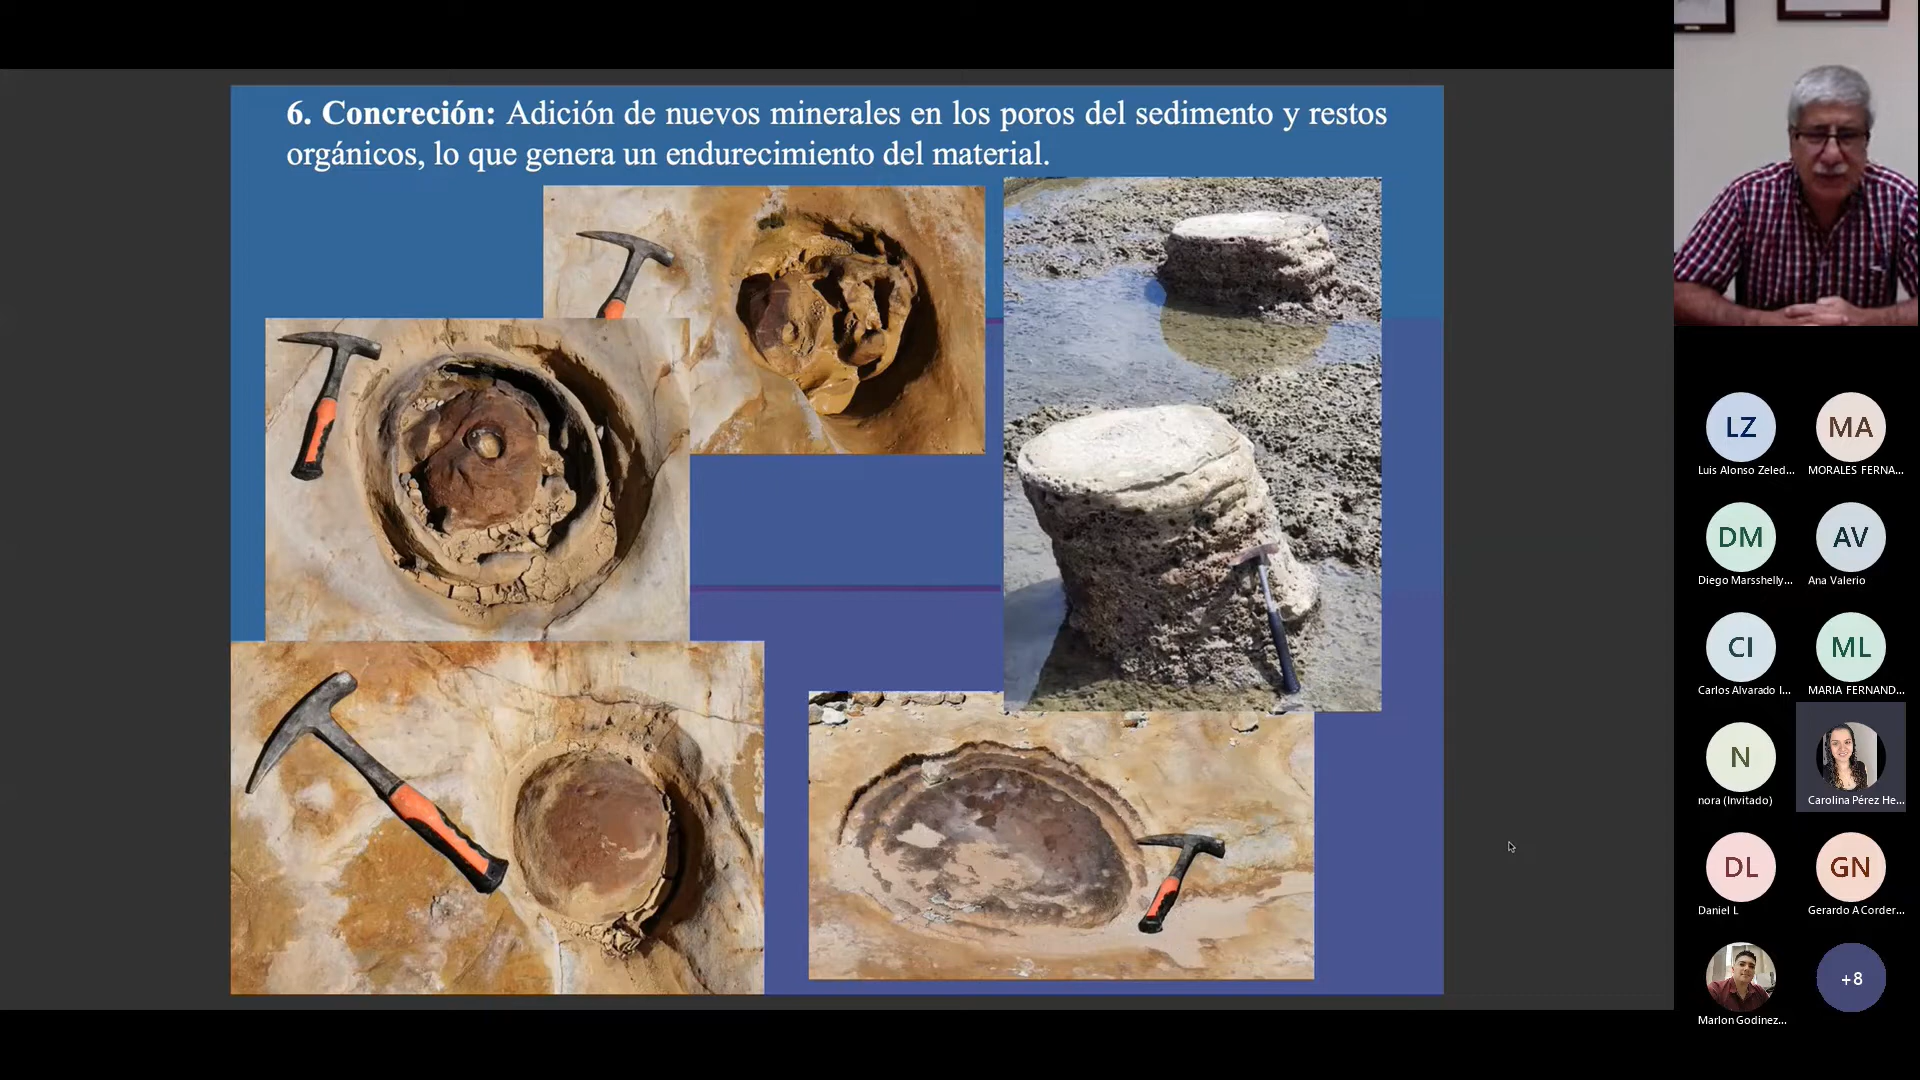 6. Concreción: Adición de nuevos minerales en los poros del sedimento y restos
orgánicos, lo que genera un endurecimiento del material.
LZ
MA
Luis Alonso Zeled...
MORALES FERNA...
DM
AV
Diego Marsshelly...
Ana Valerio
CI
ML
Carlos Alvarado I...
MARIA FERNAND...
N
nora (Invitado)
Carolina Pérez He...
DL
GN
Daniel L
Gerardo A Corder...
+8
Marlon Godinez...